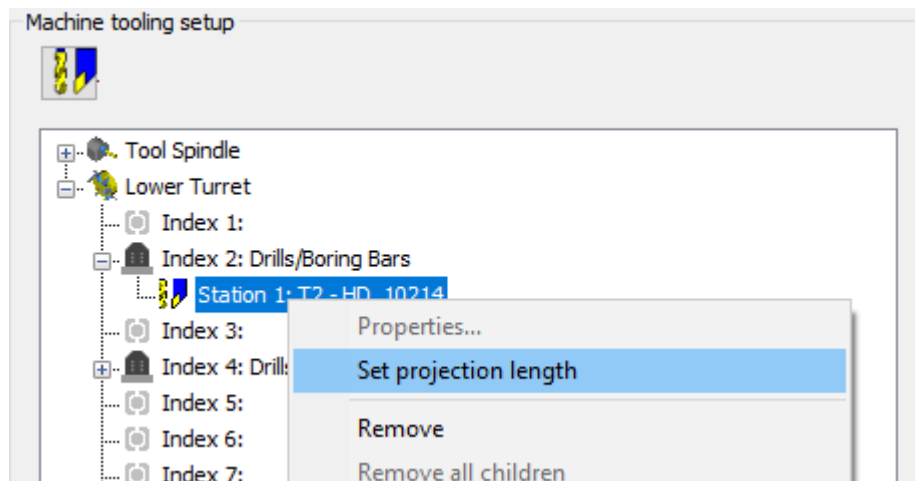 Machine tooling setup
Tool Spindle
Lower Turret
Index 1:
Index 2: Drills/Boring Bars
Station 1: T2 - HD_10214
Index 3:
Properties...
Index 4: Drill
Set projection length
Index 5:
Index 6:
Remove
Index 7:
Remove all children